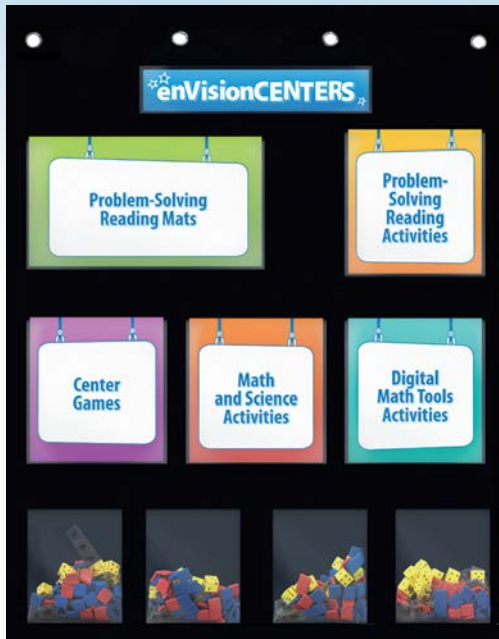 enVisionCENTERS
Problem-Solving
Reading Mats
Problem-
Solving
Reading
Activities
Center
Games
Math
and Science
Activities
Digital
Math Tools
Activities